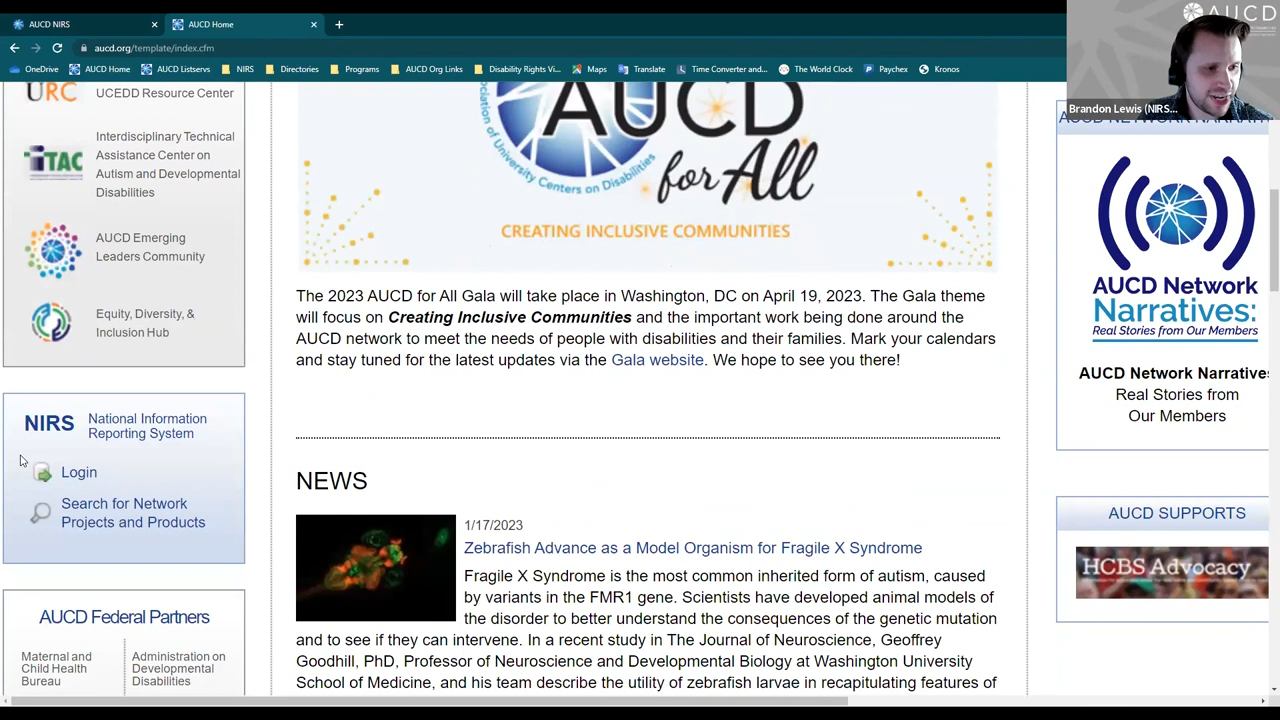 AUCD NIRS
AUCD Home
aucd.org/template/index.cfm
OneDrive
AUCD Home
AUCD Listservs
NIRS
Directories
Programs
AUCD Org Links
Disability Rights Vi...
Maps
Translate
Time Converter and...
The World Clock
Paychex
Kronos
AUCD
Brandon Lewis (NIRS...
URC
UCEDD Resource Center
iTAC
Interdisciplinary Technical
Assistance Center on
Autism and Developmental
Disabilities
AUCD Emerging
Leaders Community
Equity, Diversity, &
Inclusion Hub
NIRS
National Information
Reporting System
Login
Search for Network
Projects and Products
AUCD Federal Partners
Maternal and
Child Health
Bureau
Administration on
Developmental
Disabilities
AUCD
for All
University Centers on Disabilities
CREATING INCLUSIVE COMMUNITIES
The 2023 AUCD for All Gala will take place in Washington, DC on April 19, 2023. The Gala theme
will focus on Creating Inclusive Communities and the important work being done around the
AUCD network to meet the needs of people with disabilities and their families. Mark your calendars
and stay tuned for the latest updates via the Gala website. We hope to see you there!
NEWS
1/17/2023
Zebrafish Advance as a Model Organism for Fragile X Syndrome
Fragile X Syndrome is the most common inherited form of autism, caused
by variants in the FMR1 gene. Scientists have developed animal models of
the disorder to better understand the consequences of the genetic mutation
and to see if they can intervene. In a recent study in The Journal of Neuroscience, Geoffrey
Goodhill, PhD, Professor of Neuroscience and Developmental Biology at Washington University
School of Medicine, and his team describe the utility of zebrafish larvae in recapitulating features of
AUCD NETWORK
AUCD Network
Narratives:
Real Stories from Our Members
AUCD Network Narratives
Real Stories from
Our Members
AUCD SUPPORTS
HCBS Advocacy